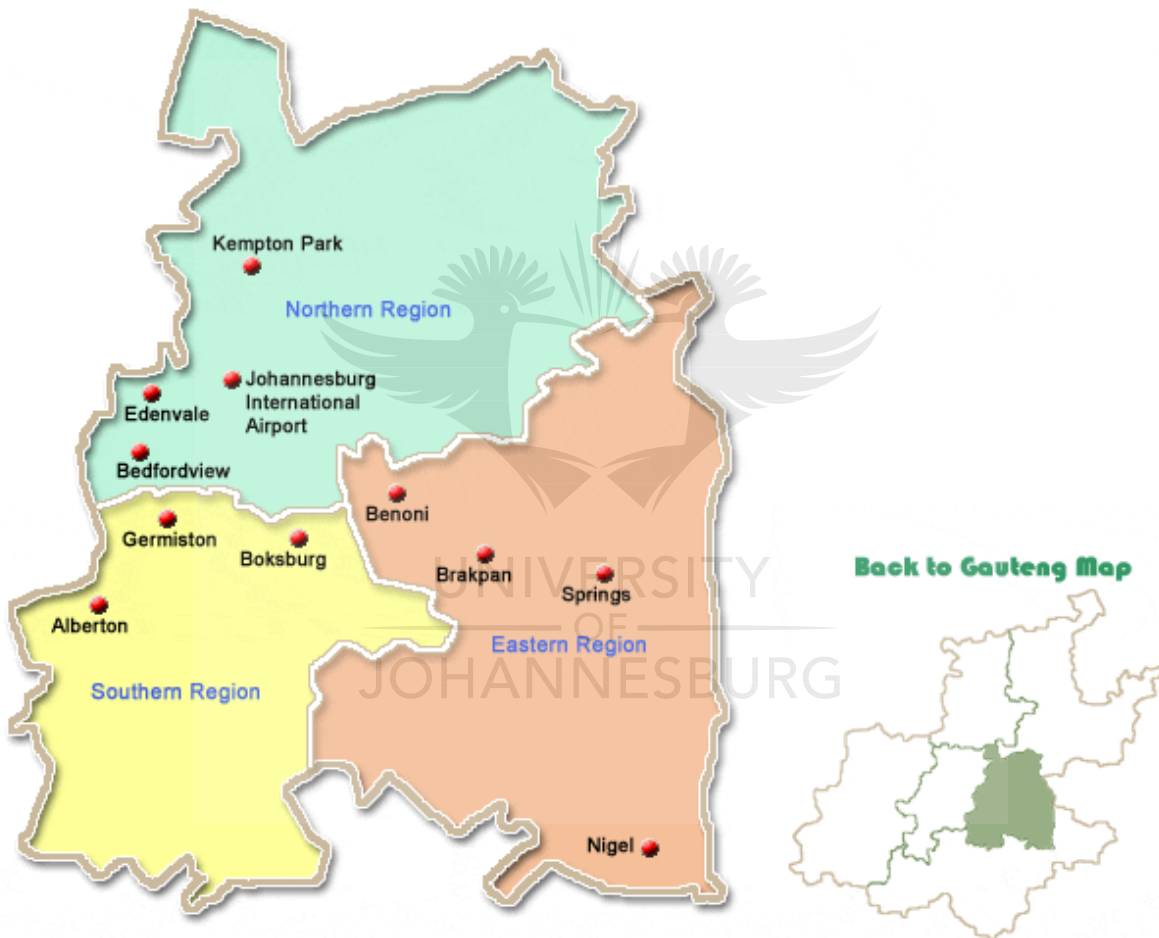 Kempton Park
Northern Region
Johannesburg
International
Airport
Edenvale
Bedfordview
Germiston
Boksburg
Benoni
Brakpan
Springs
Alberton
Eastern Region
Southern Region
Nigel
Back to Gauteng Map
UNIVERSITY
OF
JOHANNESBURG